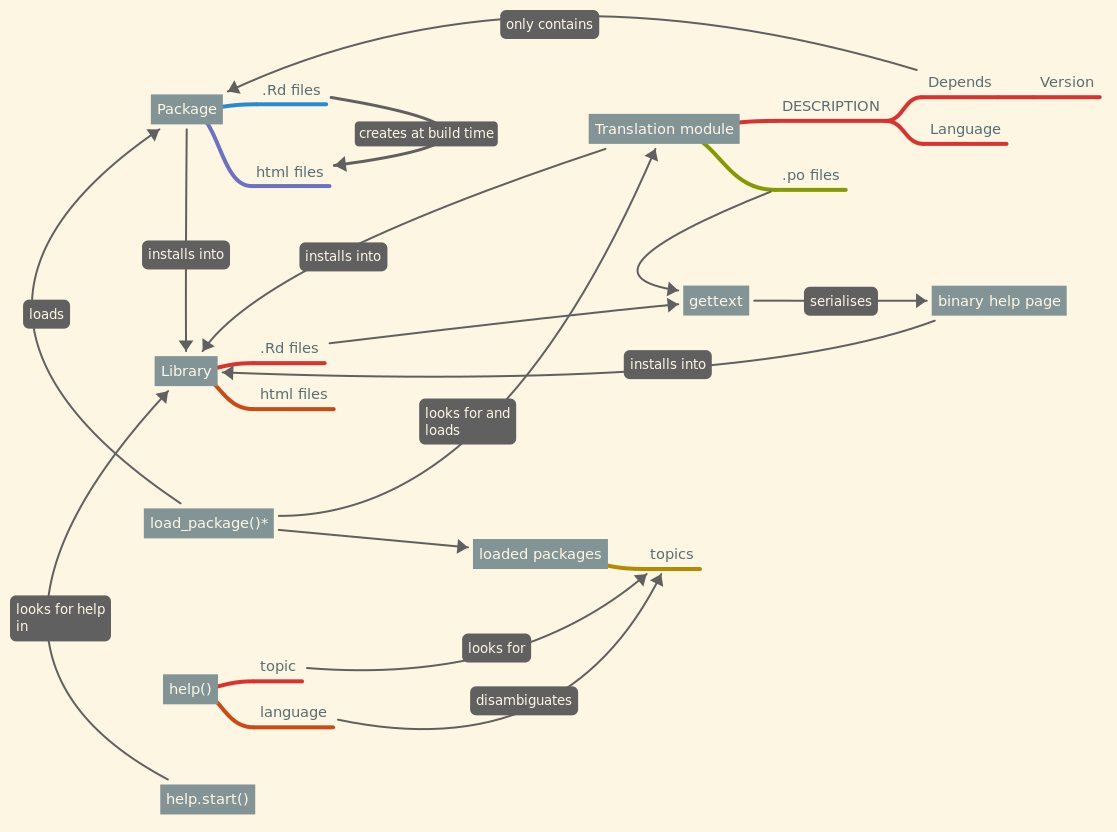 only contains
Package
.Rd files
creates at build time
html files
Translation module
DESCRIPTION
Depends
Version
Language
.po files
installs into
installs into
loads
gettext
serialises
binary help page
Library
.Rd files
html files
installs into
looks for and
loads
load_package()*
loaded packages
topics
looks for help
in
looks for
help()
topic
language
disambiguates
help.start()